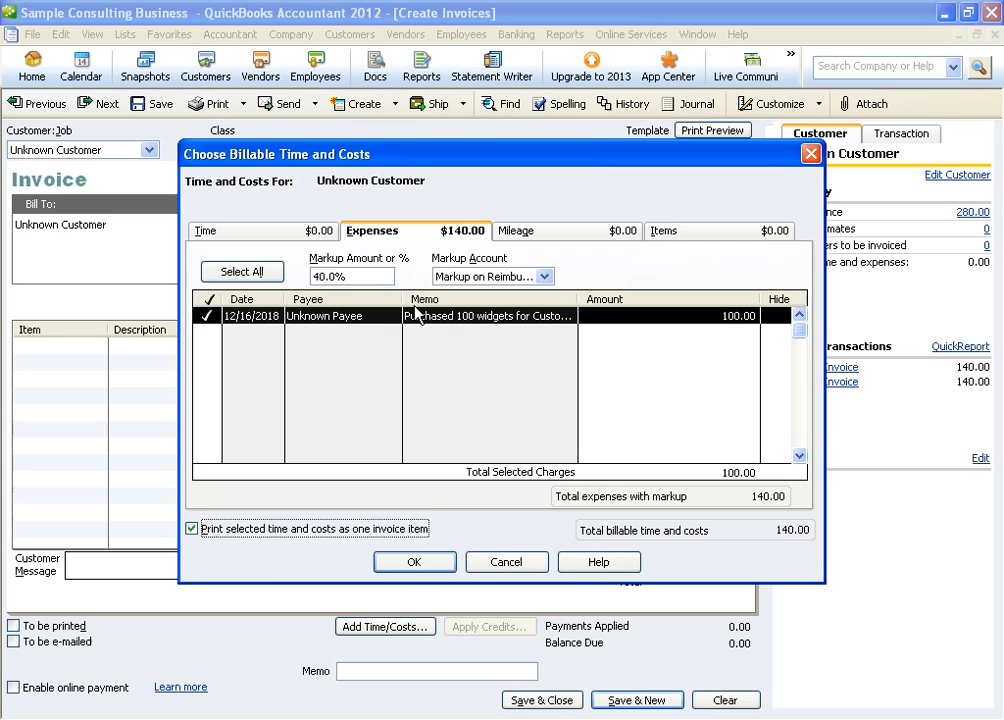 Sample Consulting Business - QuickBooks Accountant 2012 - [Create Invoices]
File Edit View Lists Favorites Accountant Company Customers Vendors Employees Banking Reports Online Services Window Help
Home Calendar Snapshots Customers Vendors Employees Docs Reports Statement Writer Upgrade to 2013 App Center Live Communi » Search Company or Help
Previous Next Save Print Send Create Ship Find Spelling History Journal Customize Attach
Customer:Job Class Template Print Preview Customer Transaction
Unknown Customer
n Customer
Choose Billable Time and Costs
Edit Customer
Invoice
Time and Costs For: Unknown Customer
Bill To:
Unknown Customer
nce 280.00
mates 0
ers to be invoiced 0
me and expenses: 0.00
Time $0.00 Expenses $140.00 Mileage $0.00 Items $0.00
Markup Amount or % Markup Account
Select All 40.0% Markup on Reimbu...
✓ Date Payee Memo Amount Hide
✓ 12/16/2018 Unknown Payee Purchased 100 widgets for Custo... 100.00
Item Description
ransactions QuickReport
Invoice 140.00
Invoice 140.00
Edit
Total Selected Charges 100.00
Total expenses with markup 140.00
Print selected time and costs as one invoice item Total billable time and costs 140.00
OK Cancel Help
Customer
Message
To be printed Add Time/Costs... Apply Credits... Payments Applied 0.00
To be e-mailed Balance Due 0.00
Memo
Enable online payment Learn more
Save & Close Save & New Clear